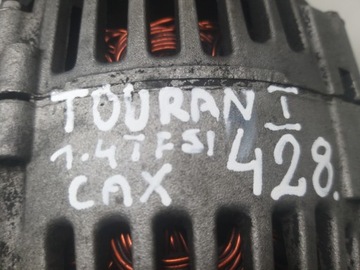 TOURAN I
1.4TFSI 428.
CAX